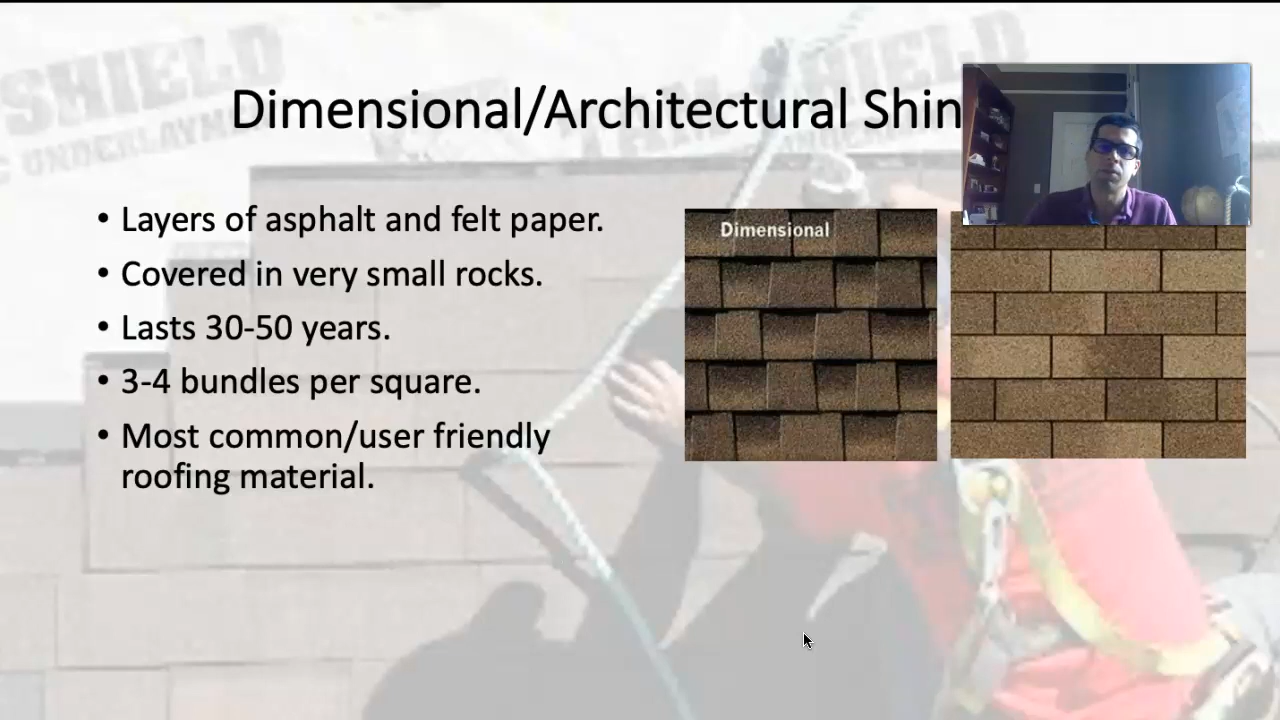 SHIELD
SHIELD
UNDERLAYM
Dimensional/Architectural Shin
• Layers of asphalt and felt paper.
• Covered in very small rocks.
• Lasts 30-50 years.
• 3-4 bundles per square.
• Most common/user friendly
roofing material.
Dimensional